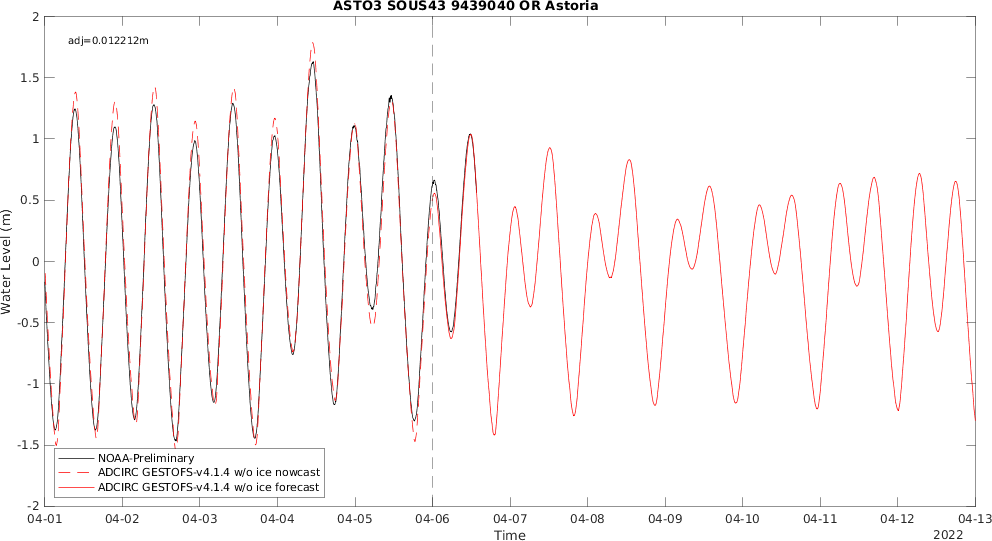 ASTO3 SOUS43 9439040 OR Astoria
adj=0.012212m
2
1.5
1
0.5
0
-0.5
-1
-1.5
-2
Water Level (m)
NOAA-Preliminary
ADCIRC GESTOFS-v4.1.4 w/o ice nowcast
ADCIRC GESTOFS-v4.1.4 w/o ice forecast
04-01 04-02 04-03 04-04 04-05 04-06 04-07 04-08 04-09 04-10 04-11 04-12 04-13
Time
2022